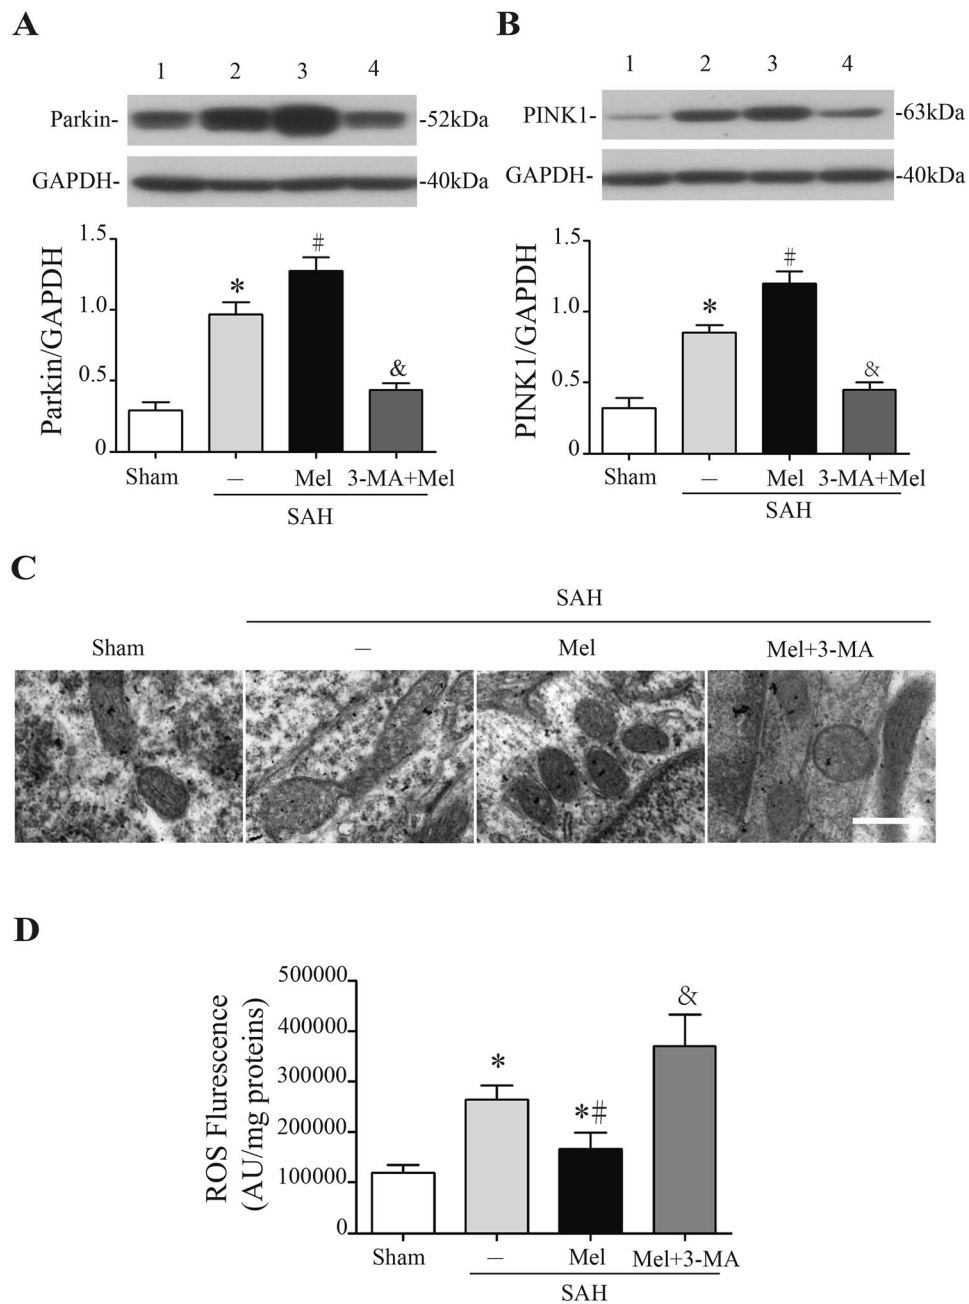 A
1 2 3 4
Parkin- -52kDa
GAPDH- -40kDa
Parkin/GAPDH
1.5
1.0
0.5
0
*
#
&
Sham – Mel 3-MA+Mel
SAH
B
1 2 3 4
PINK1- -63kDa
GAPDH- -40kDa
PINK1/GAPDH
1.5
1.0
0.5
0
*
#
&
Sham – Mel 3-MA+Mel
SAH
C
SAH
Sham – Mel Mel+3-MA
D
ROS Flurescence
(AU/mg proteins)
500000
400000
300000
200000
100000
0
*
*#
&
Sham – Mel Mel+3-MA
SAH